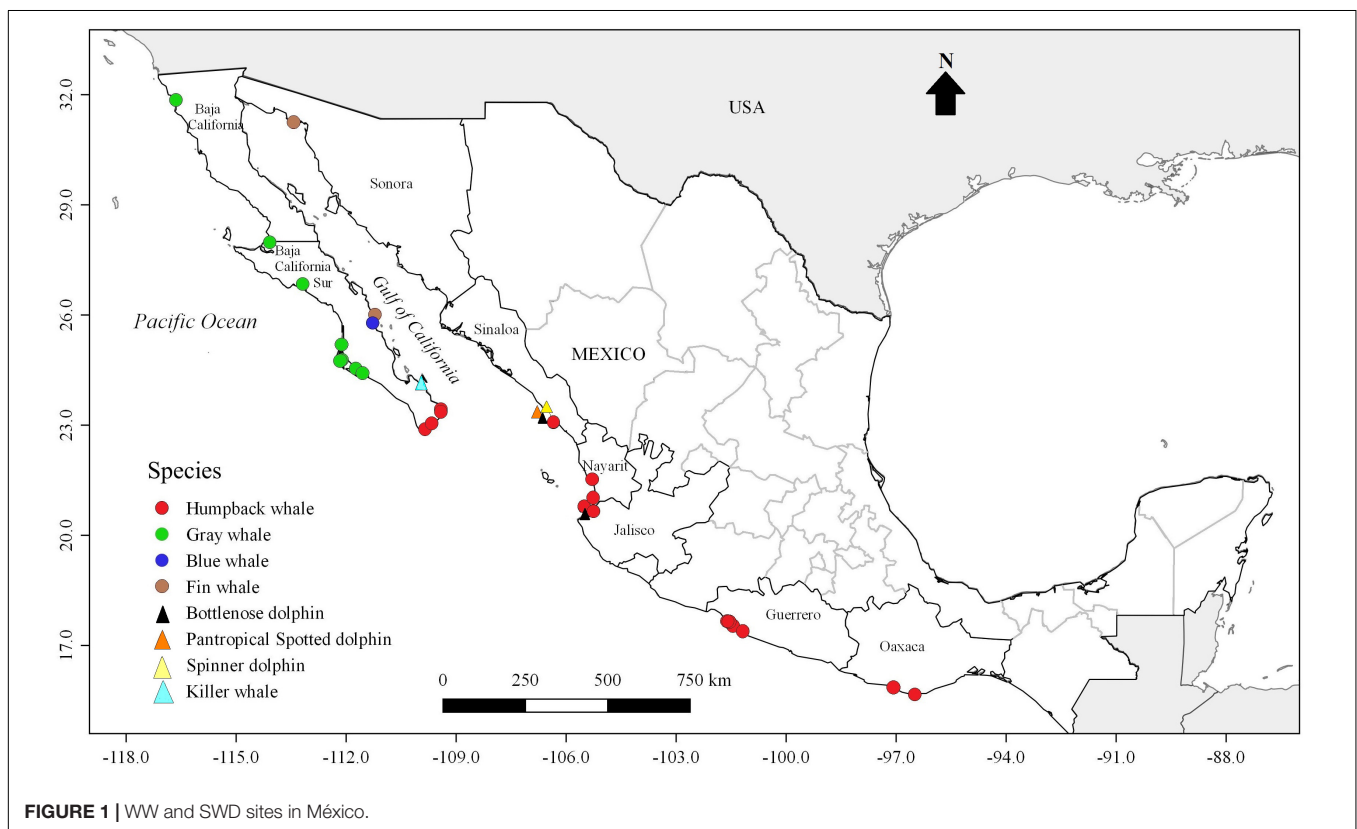 N
USA
32.0
29.0
26.0
23.0
20.0
17.0
Baja
California
Sonora
Baja
California
Sur
Gulf of California
Pacific Ocean
Sinaloa
MEXICO
Nayarit
Jalisco
Guerrero
Oaxaca
Species
Humpback whale
Gray whale
Blue whale
Fin whale
Bottlenose dolphin
Pantropical Spotted dolphin
Spinner dolphin
Killer whale
0 250 500 750 km
-118.0 -115.0 -112.0 -109.0 -106.0 -103.0 -100.0 -97.0 -94.0 -91.0 -88.0
FIGURE 1 | WW and SWD sites in México.